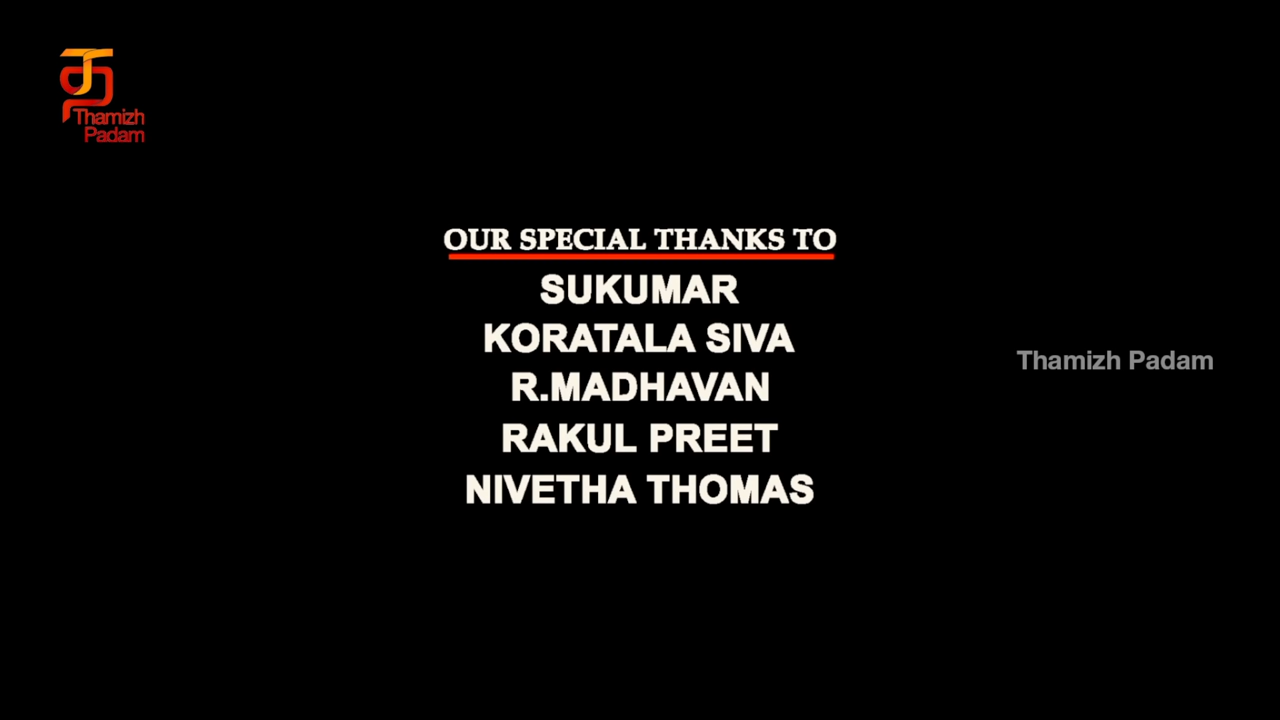 Thamizh
Padam
OUR SPECIAL THANKS TO
SUKUMAR
KORATALA SIVA
R.MADHAVAN
RAKUL PREET
NIVETHA THOMAS
Thamizh Padam